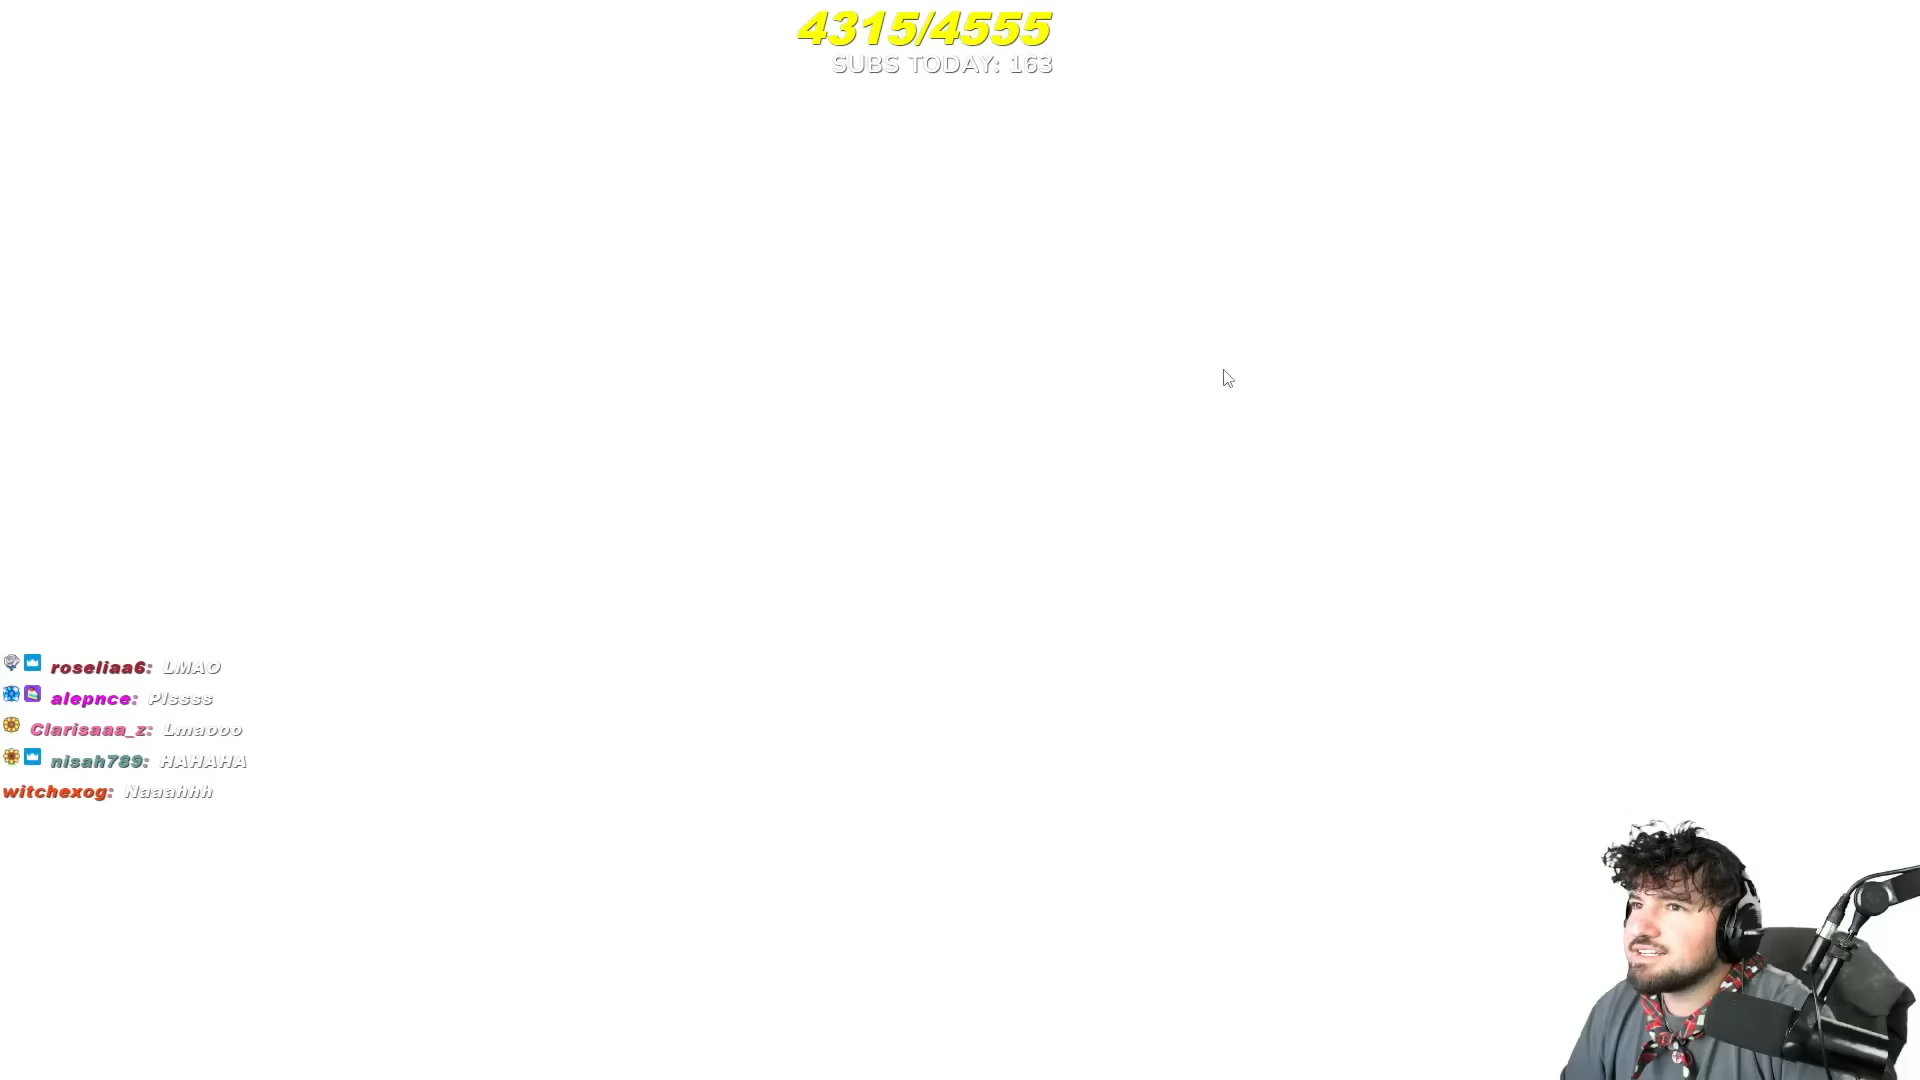 4315/4555
SUBS TODAY: 163
roseliaa6: LMAO
alepnce: Plssss
Clarisaaa_z: Lmaooo
nisah789: HAHAHA
witchexog: Naaahhh